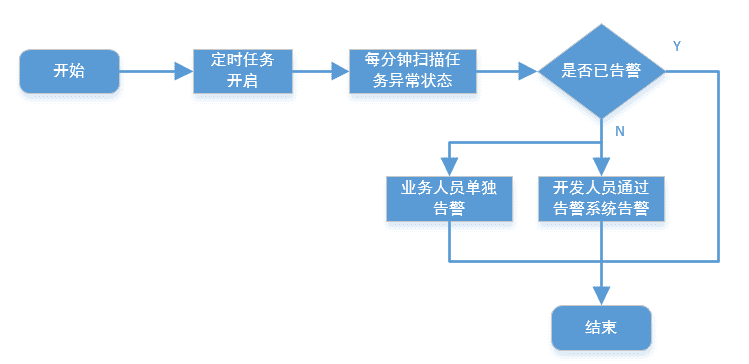 开始
定时任务
开启
每分钟扫描任
务异常状态
是否已告警
Y
N
业务人员单独
告警
开发人员通过
告警系统告警
结束